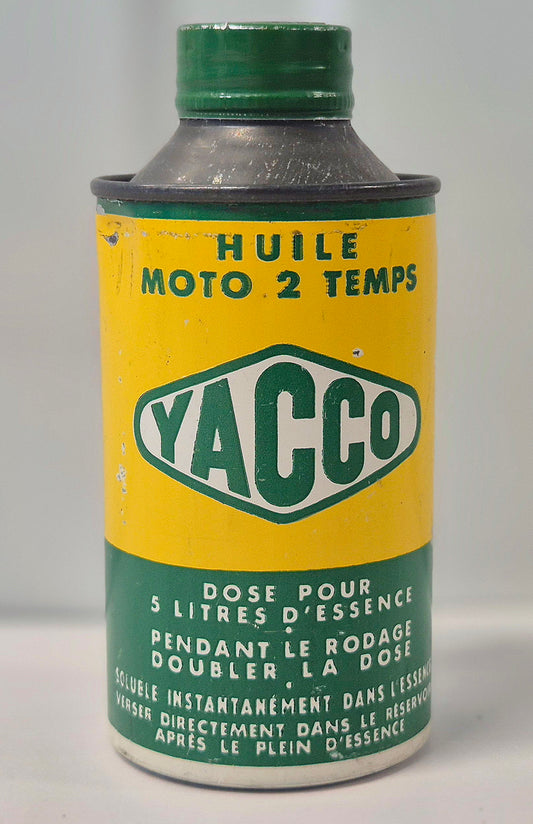 HUILE
MOTO 2 TEMPS
YACCO
DOSE POUR
5 LITRES D'ESSENCE
PENDANT LE RODAGE
DOUBLER LA DOSE
SOLUBLE INSTANTANÉMENT DANS L'ESSENCE
VERSER DIRECTEMENT DANS LE RÉSERVOIR
APRÈS LE PLEIN D'ESSENCE